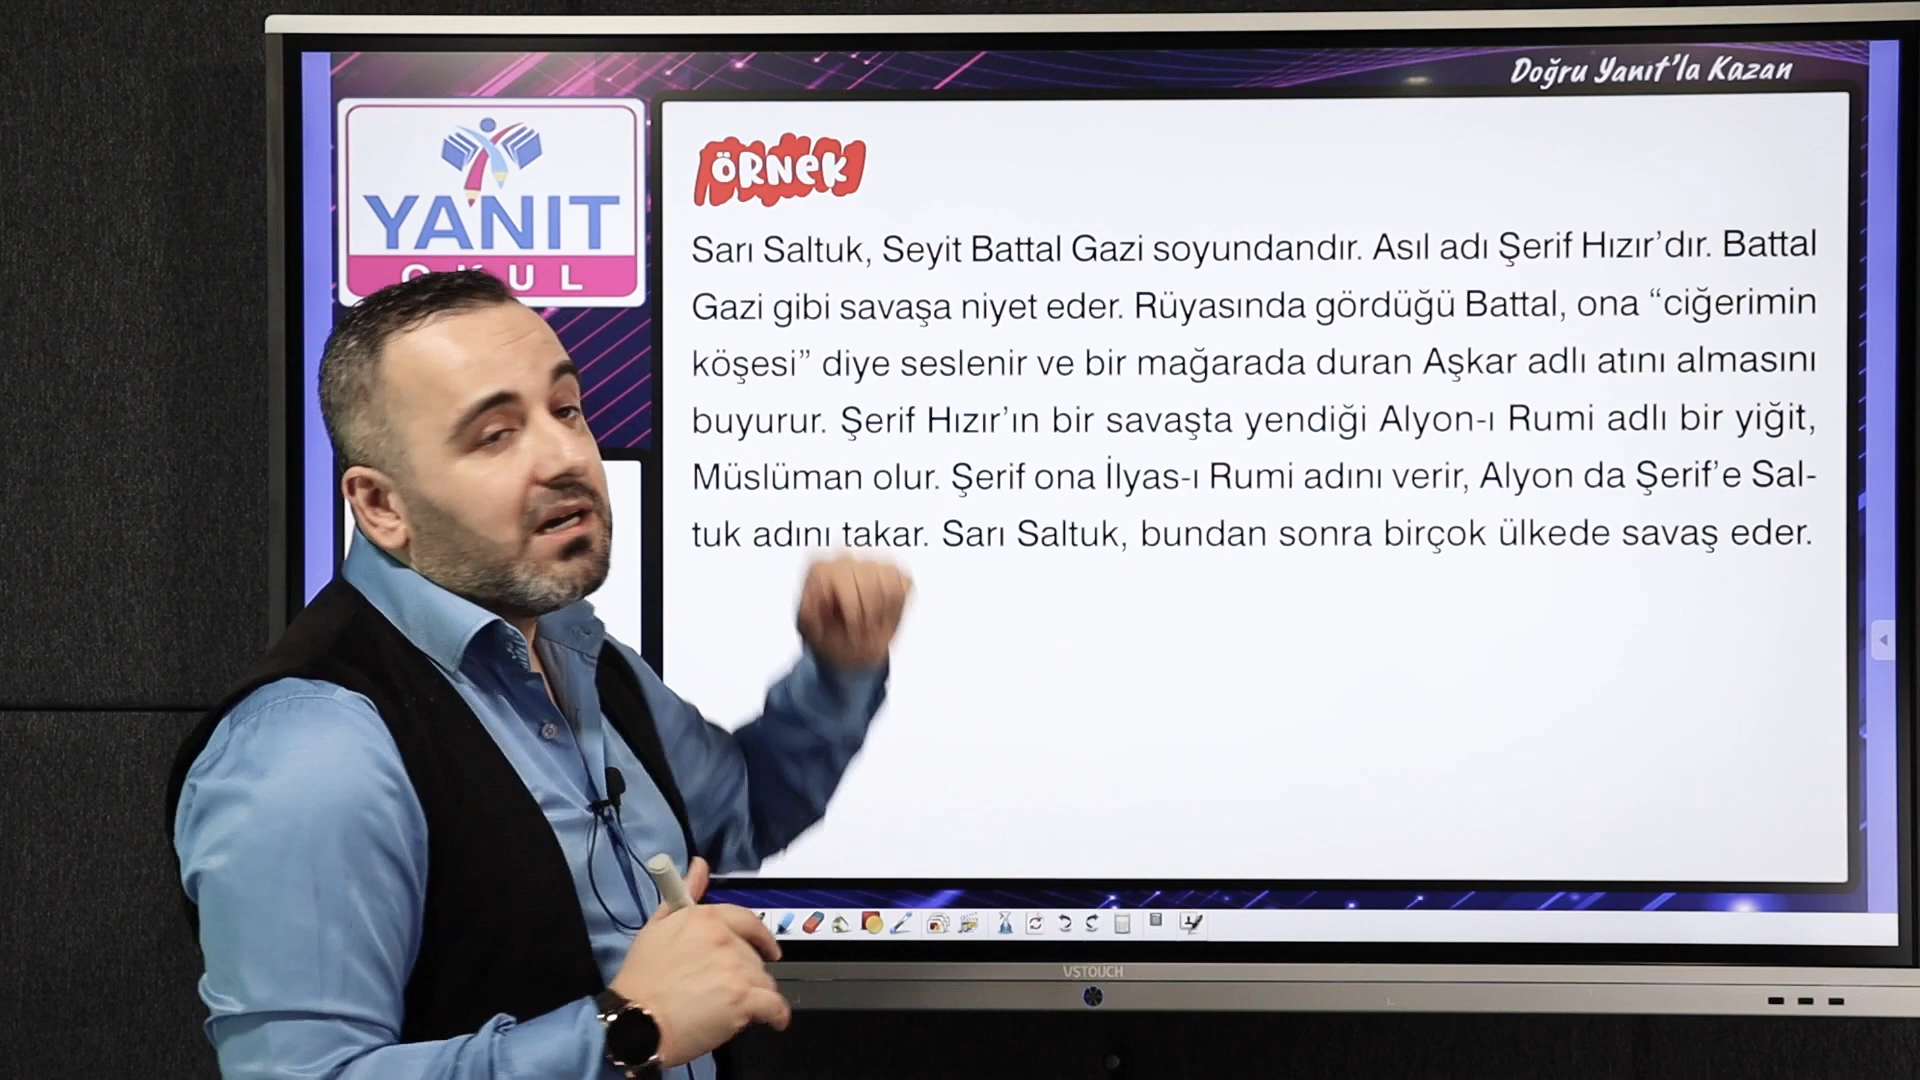 Doğru Yanıt'la Kazan
YANIT
OKUL
ÖRNEK
Sarı Saltuk, Seyit Battal Gazi soyundandır. Asıl adı Şerif Hızır'dır. Battal
Gazi gibi savaşa niyet eder. Rüyasında gördüğü Battal, ona “ciğerimin
köşesi” diye seslenir ve bir mağarada duran Aşkar adlı atını almasını
buyurur. Şerif Hızır'ın bir savaşta yendiği Alyon-ı Rumi adlı bir yiğit,
Müslüman olur. Şerif ona İlyas-ı Rumi adını verir, Alyon da Şerif'e Sal-
tuk adını takar. Sarı Saltuk, bundan sonra birçok ülkede savaş eder.
VSTOUCH